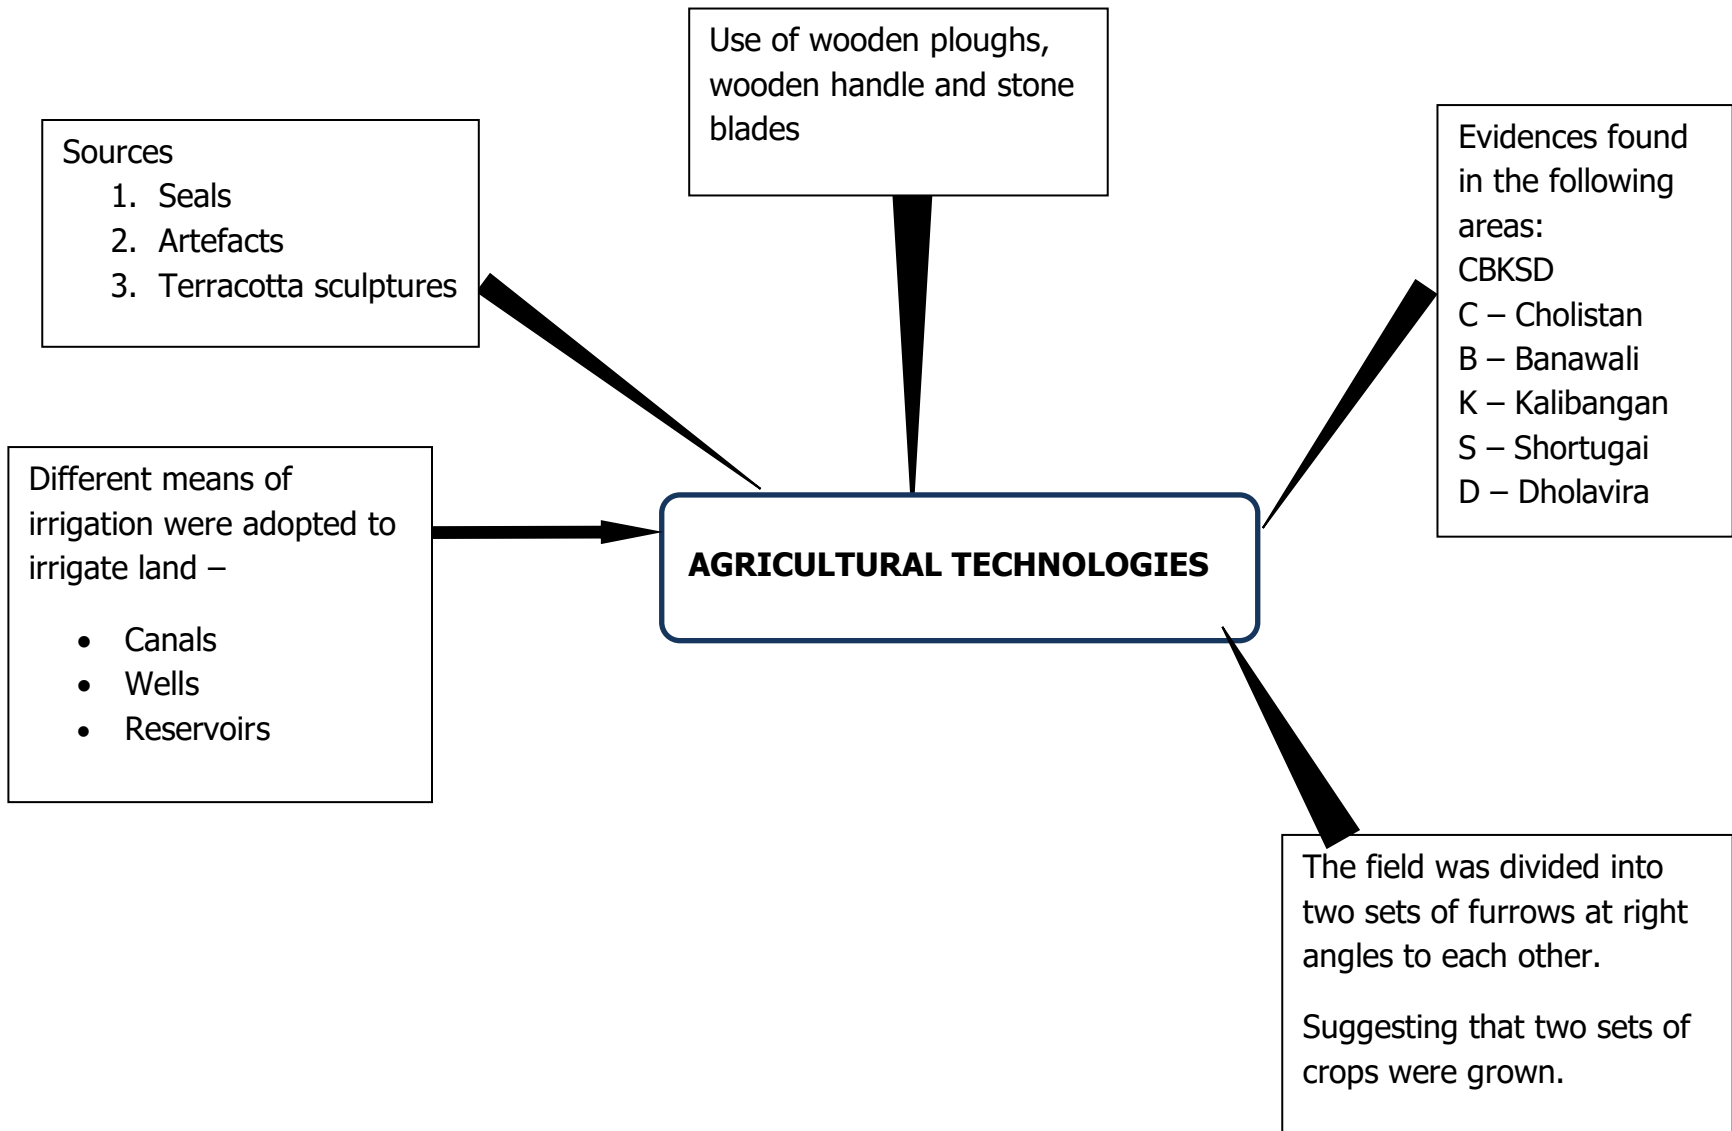 Use of wooden ploughs,
wooden handle and stone
blades
Sources
1. Seals
2. Artefacts
3. Terracotta sculptures
Evidences found
in the following
areas:
CBKSD
C – Cholistan
B – Banawali
K – Kalibangan
S – Shortugai
D – Dholavira
Different means of
irrigation were adopted to
irrigate land –
• Canals
• Wells
• Reservoirs
AGRICULTURAL TECHNOLOGIES
The field was divided into
two sets of furrows at right
angles to each other.
Suggesting that two sets of
crops were grown.